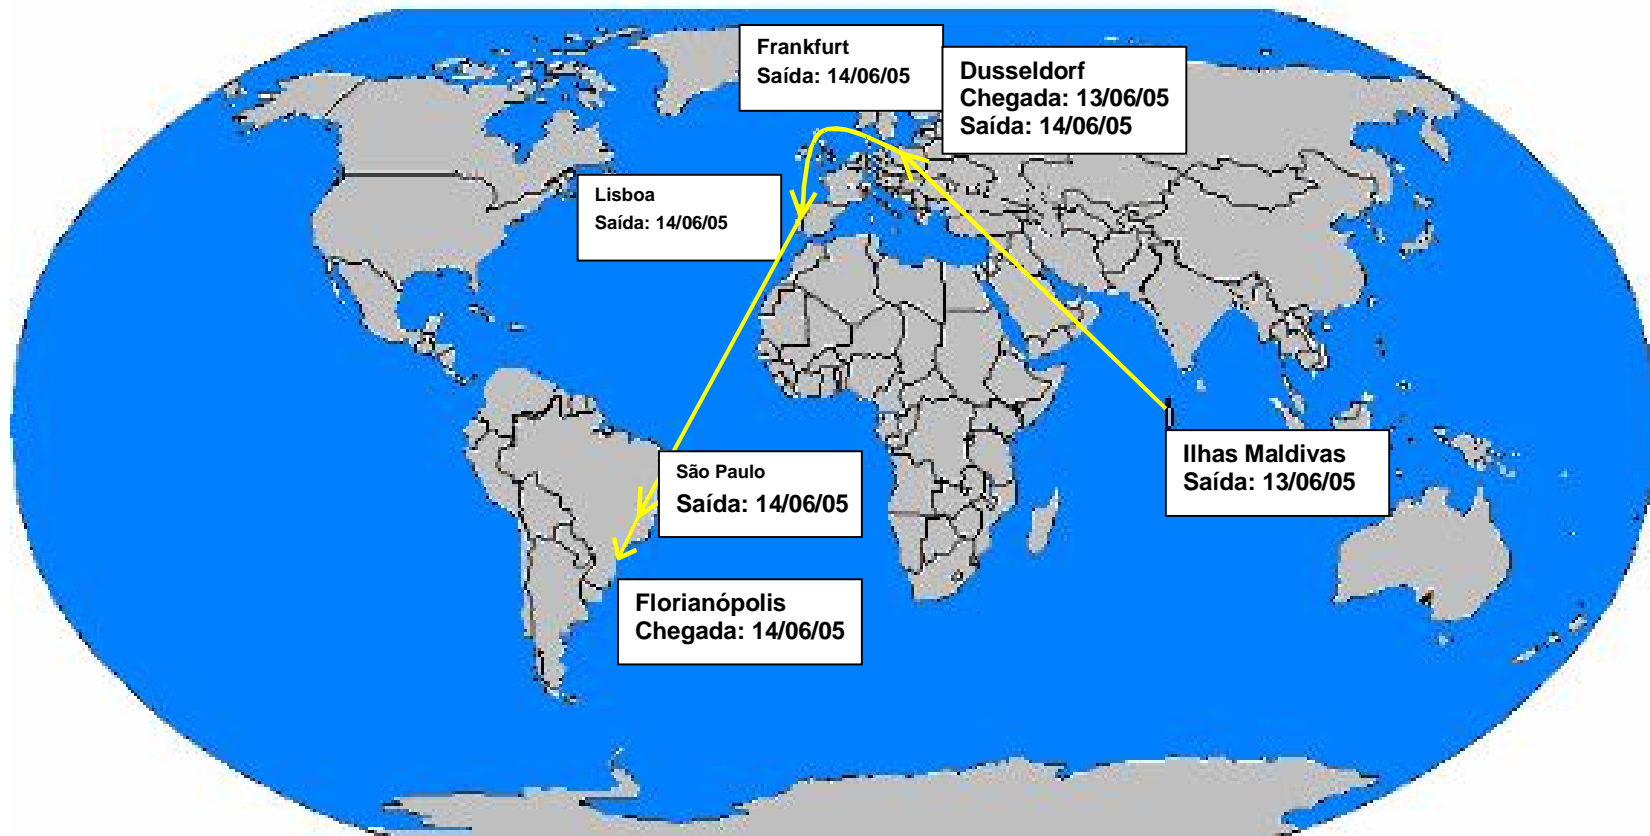 Frankfurt
Saída: 14/06/05
Dusseldorf
Chegada: 13/06/05
Saída: 14/06/05
Lisboa
Saída: 14/06/05
Ilhas Maldivas
Saída: 13/06/05
São Paulo
Saída: 14/06/05
Florianópolis
Chegada: 14/06/05